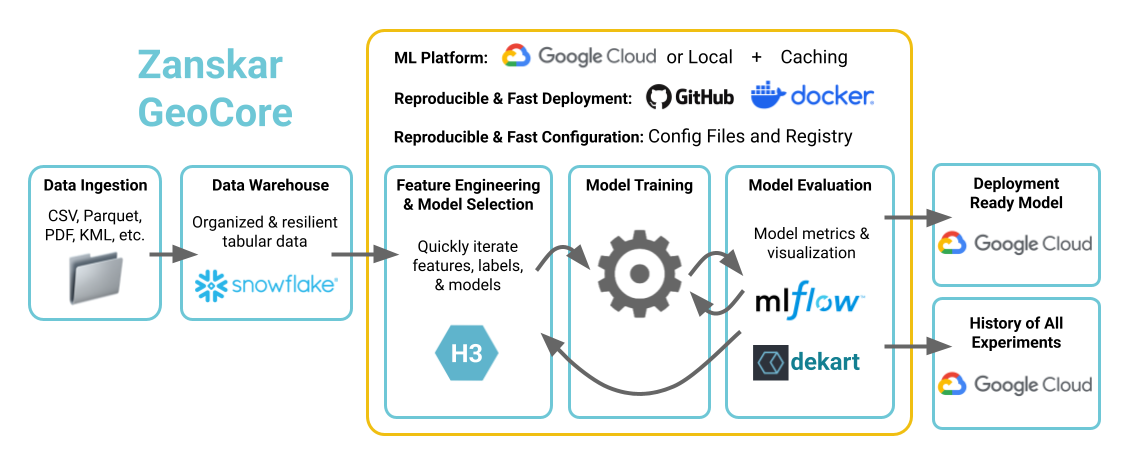 Zanskar
GeoCore
ML Platform: Google Cloud or Local + Caching
Reproducible & Fast Deployment: GitHub docker
Reproducible & Fast Configuration: Config Files and Registry
Data Ingestion
CSV, Parquet,
PDF, KML, etc.
Data Warehouse
Organized & resilient
tabular data
snowflake®
Feature Engineering
& Model Selection
Quickly iterate
features, labels,
& models
H3
Model Training
Model Evaluation
Model metrics &
visualization
mlflow™
dekart
Deployment
Ready Model
Google Cloud
History of All
Experiments
Google Cloud